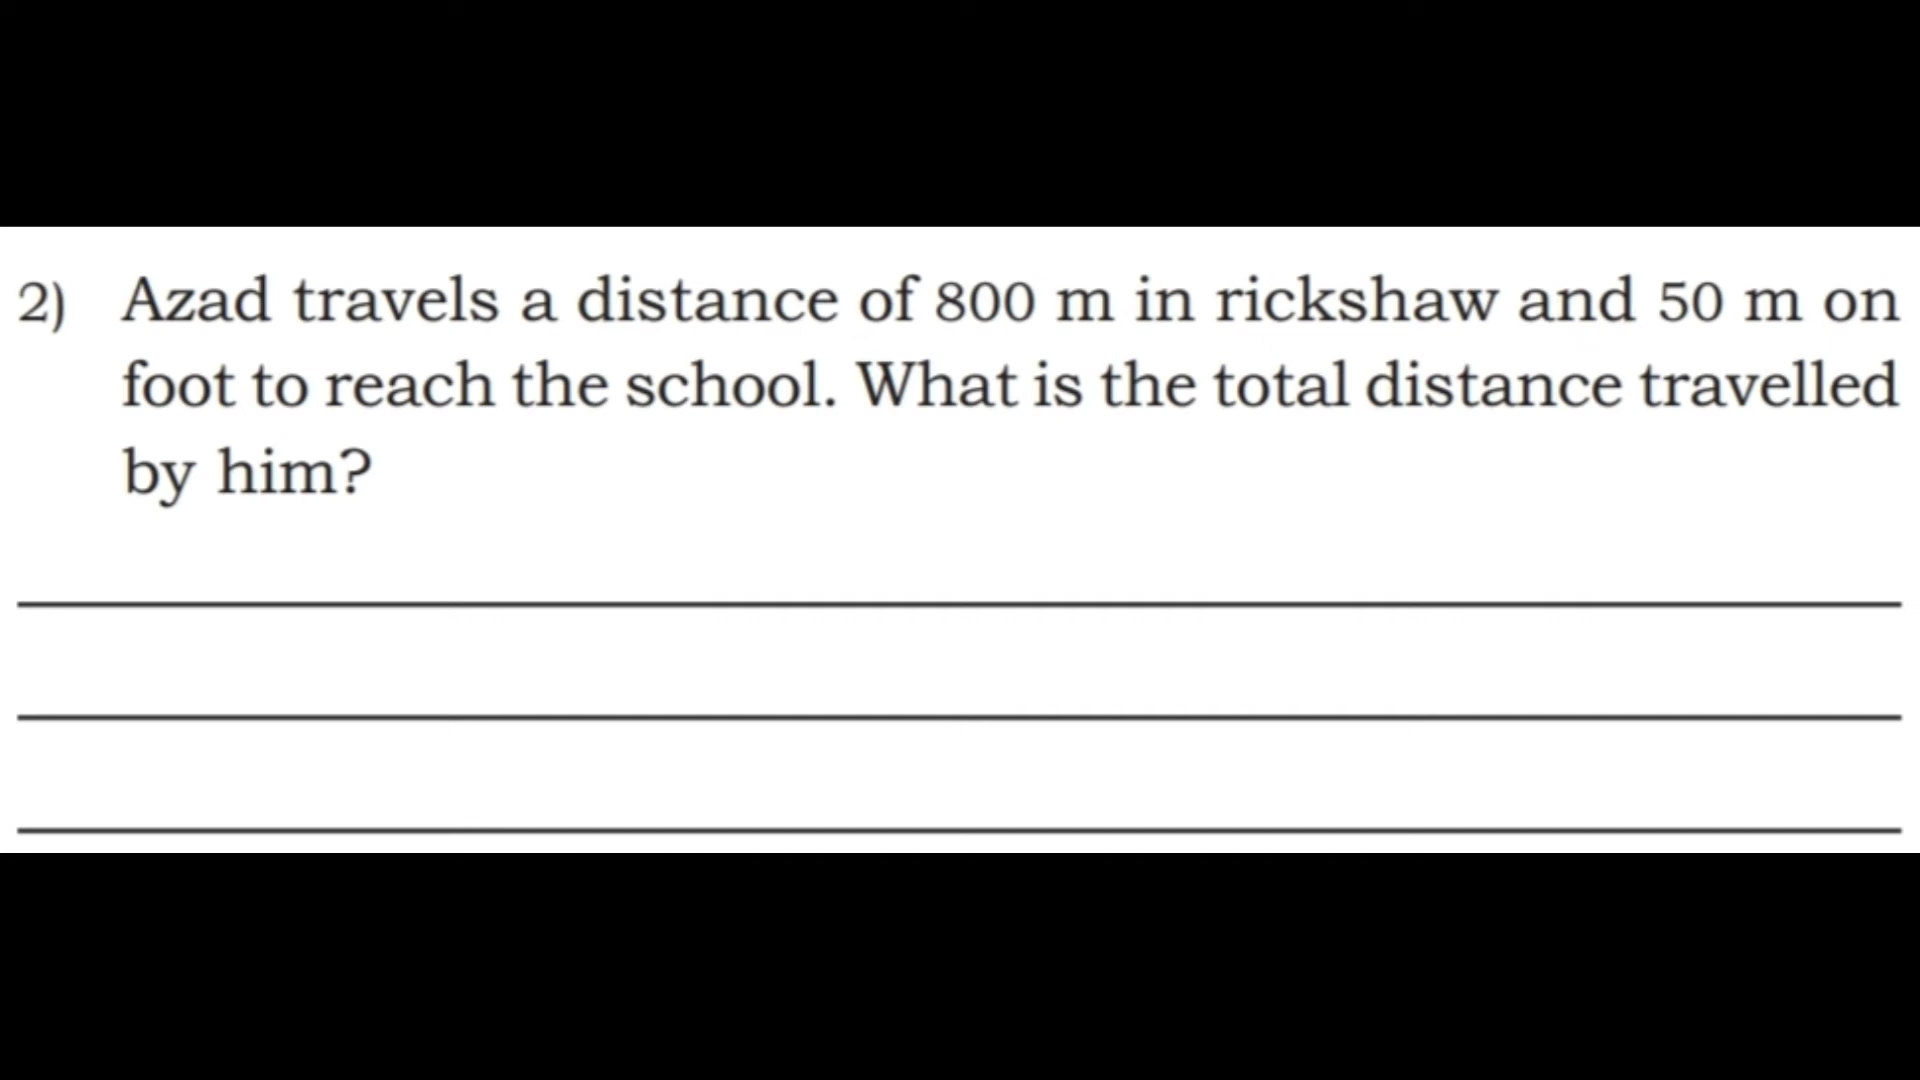 2) Azad travels a distance of 800 m in rickshaw and 50 m on
foot to reach the school. What is the total distance travelled
by him?